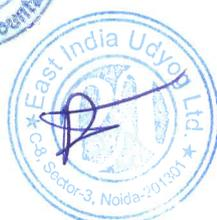 East India Udyog Ltd.
C-8, Sector-3, Noida-201301